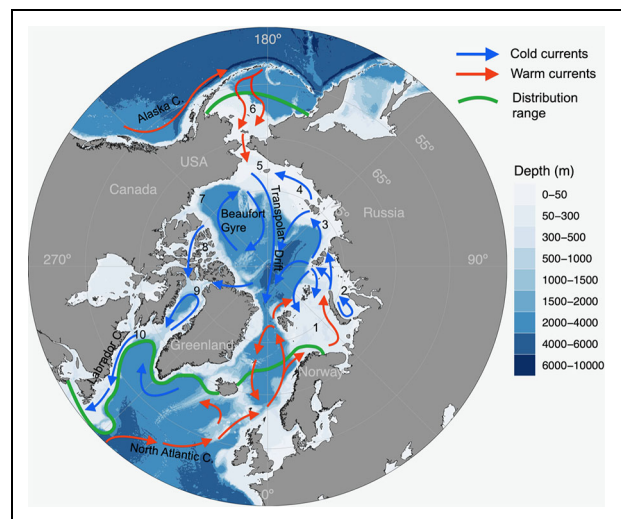 180°
Cold currents
Warm currents
Distribution
range
Alaska C.
6
55°
USA
5
65°
Canada
4
7
Beaufort
Gyre
Transpolar Drift
3
75°
Russia
8
270°
90°
9
2
10
Labrador C.
Greenland
1
Norway
North Atlantic C.
0°
Depth (m)
0–50
50–300
300–500
500–1000
1000–1500
1500–2000
2000–4000
4000–6000
6000–10000